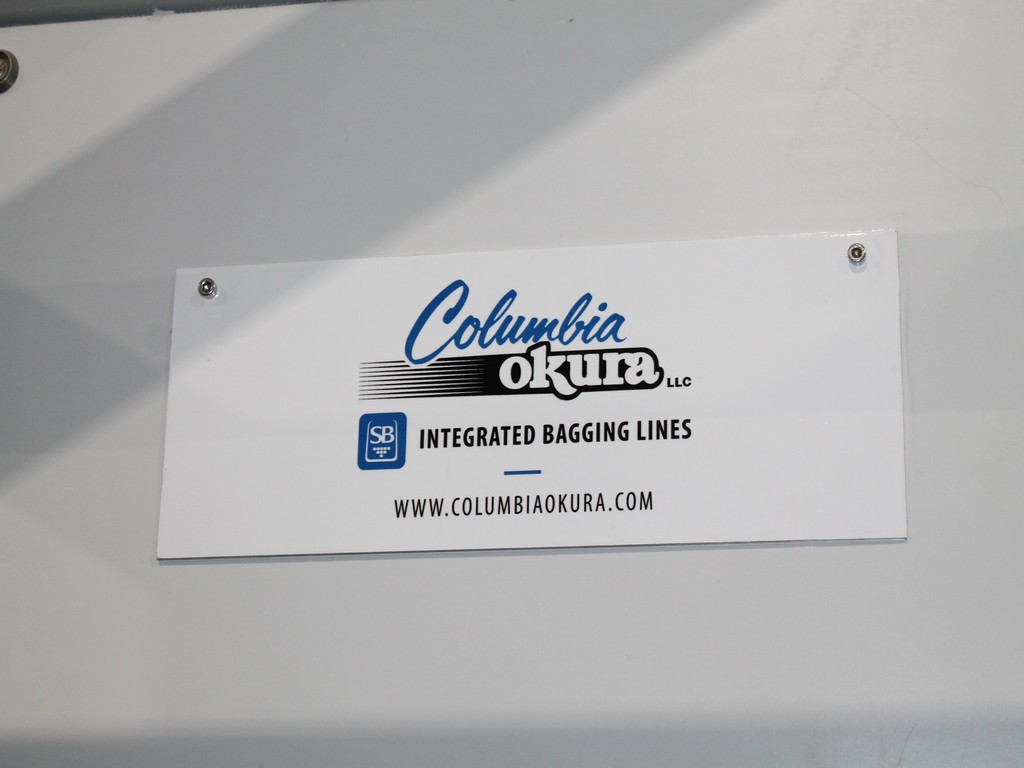 Columbia
okura LLC
SB INTEGRATED BAGGING LINES
WWW.COLUMBIAOKURA.COM